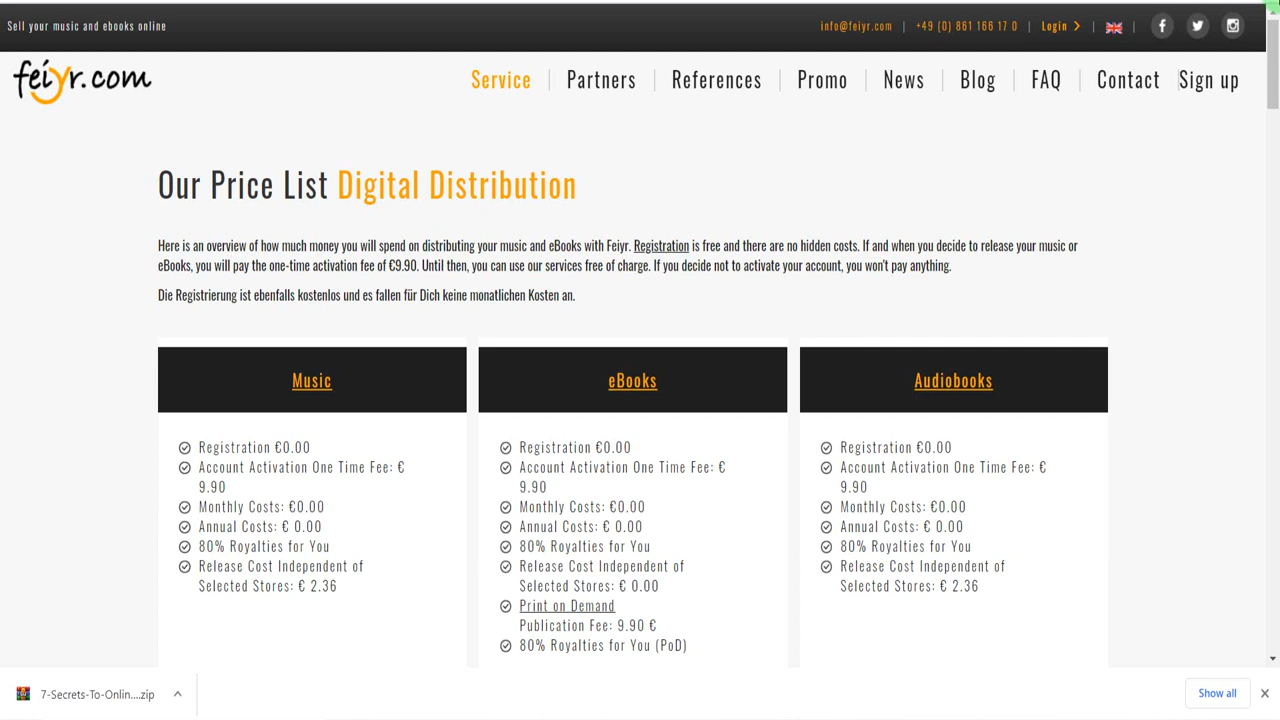 Sell your music and ebooks online
info@feiyr.com | +49 (0) 861 166 17 0 | Login |
feiyr.com
Service | Partners | References | Promo | News | Blog | FAQ | Contact | Sign up
Our Price List Digital Distribution
Here is an overview of how much money you will spend on distributing your music and eBooks with Feiyr. Registration is free and there are no hidden costs. If and when you decide to release your music or
eBooks, you will pay the one-time activation fee of €9.90. Until then, you can use our services free of charge. If you decide not to activate your account, you won't pay anything.
Die Registrierung ist ebenfalls kostenlos und es fallen für Dich keine monatlichen Kosten an.
Music
Registration €0.00
Account Activation One Time Fee: €
9.90
Monthly Costs: €0.00
Annual Costs: € 0.00
80% Royalties for You
Release Cost Independent of
Selected Stores: € 2.36
eBooks
Registration €0.00
Account Activation One Time Fee: €
9.90
Monthly Costs: €0.00
Annual Costs: € 0.00
80% Royalties for You
Release Cost Independent of
Selected Stores: € 0.00
Print on Demand
Publication Fee: 9.90 €
80% Royalties for You (PoD)
Audiobooks
Registration €0.00
Account Activation One Time Fee: €
9.90
Monthly Costs: €0.00
Annual Costs: € 0.00
80% Royalties for You
Release Cost Independent of
Selected Stores: € 2.36
7-Secrets-To-Onlin....zip
Show all